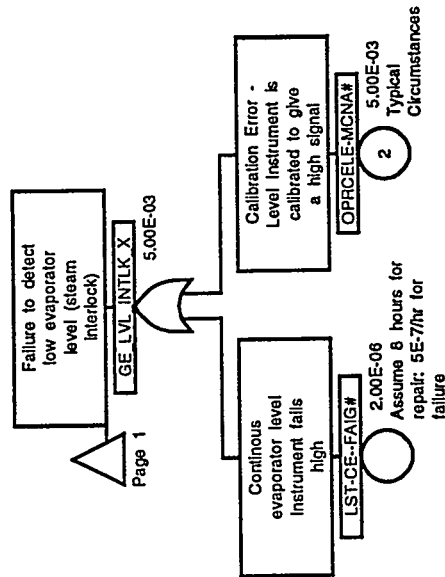 Failure to detect
low evaporator
level (steam
Interlock)
GE_LVL_INTLK_X
5.00E-03
Page 1
Continous
evaporator level
Instrument fails
high
LST-CE--FAIG#
2.00E-06
Assume 8 hours for
repair: 5E-7/hr for
failure
Calibration Error -
Level Instrument is
calibrated to give
a high signal
OPRCELE-MCNA#
2
5.00E-03
Typical
Circumstances